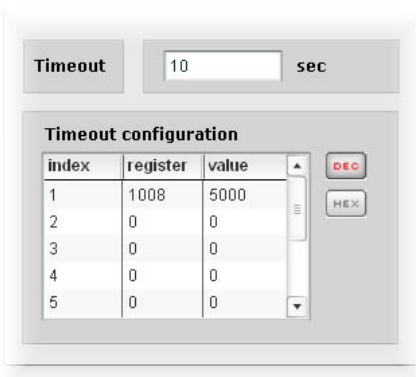 Timeout 10 sec
Timeout configuration
index register value DEC
1 1008 5000 HEX
2 0 0
3 0 0
4 0 0
5 0 0